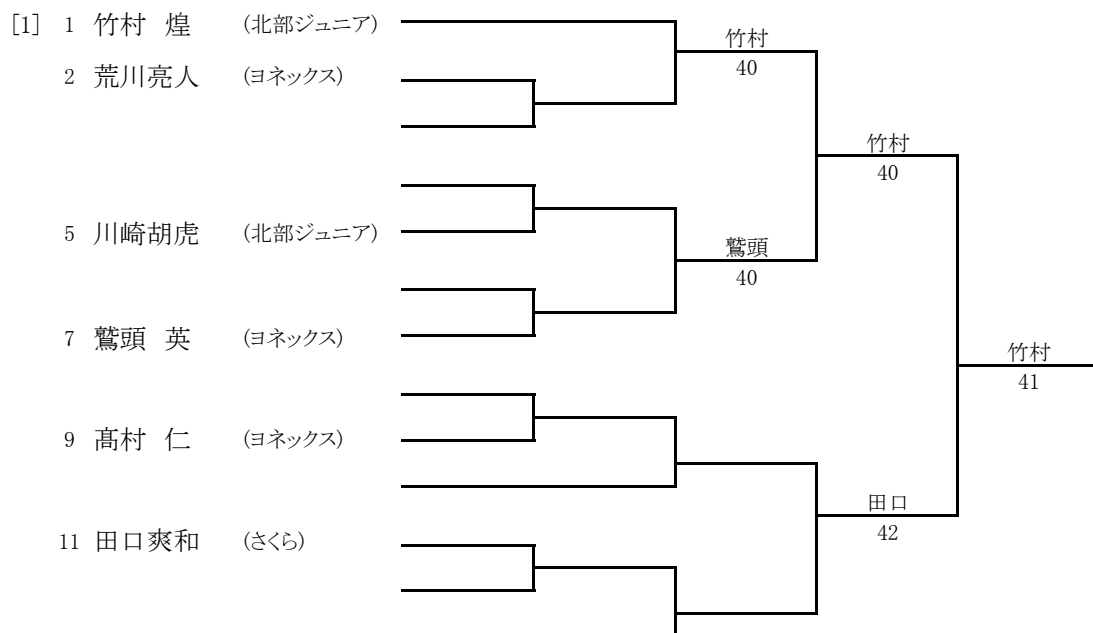 [1] 1 竹村 煌 (北部ジュニア)
竹村
2 荒川亮人 (ヨネックス)
40
竹村
40
5 川崎胡虎 (北部ジュニア)
鷲頭
40
7 鷲頭 英 (ヨネックス)
竹村
41
9 髙村 仁 (ヨネックス)
田口
11 田口爽和 (さくら)
42